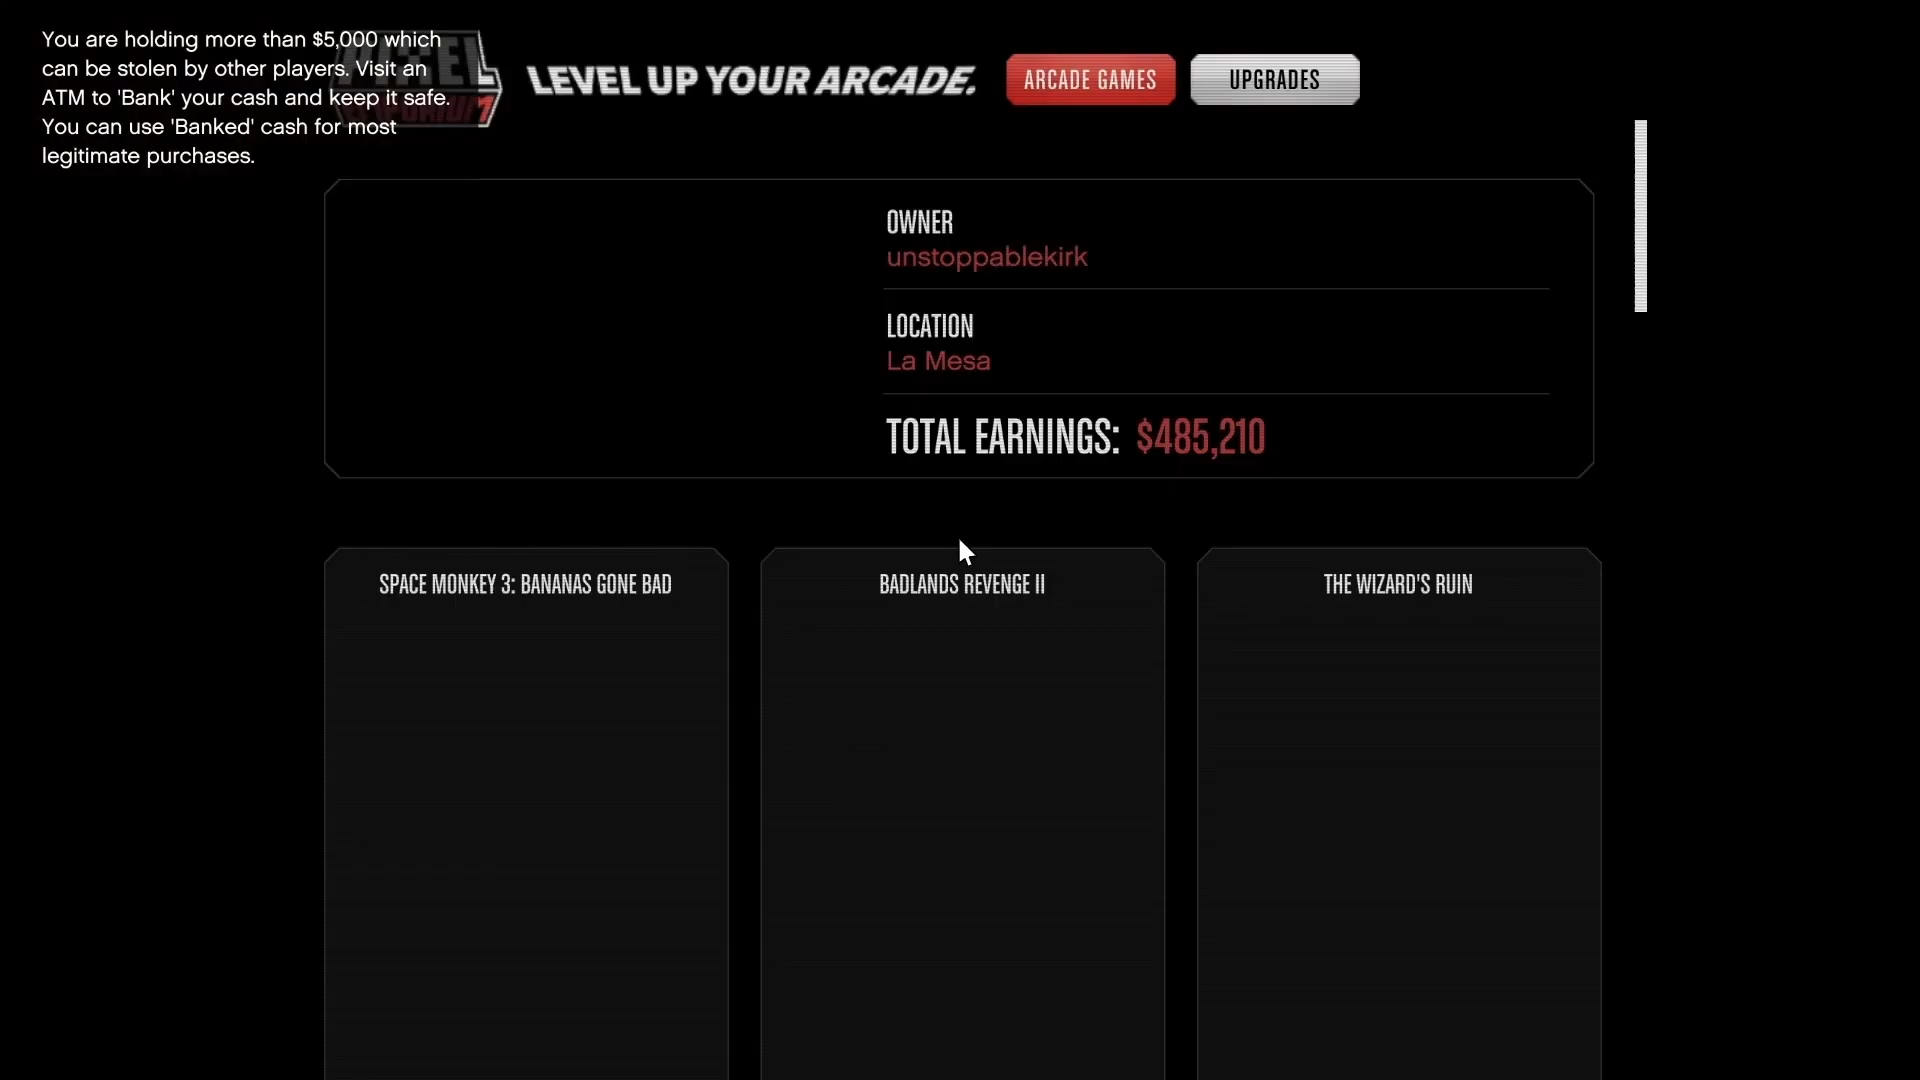 You are holding more than $5,000 which
can be stolen by other players. Visit an
ATM to 'Bank' your cash and keep it safe.
You can use 'Banked' cash for most
legitimate purchases.
LEVEL UP YOUR ARCADE.
ARCADE GAMES
UPGRADES
OWNER
unstoppablekirk
LOCATION
La Mesa
TOTAL EARNINGS: $485,210
SPACE MONKEY 3: BANANAS GONE BAD
BADLANDS REVENGE II
THE WIZARD'S RUIN